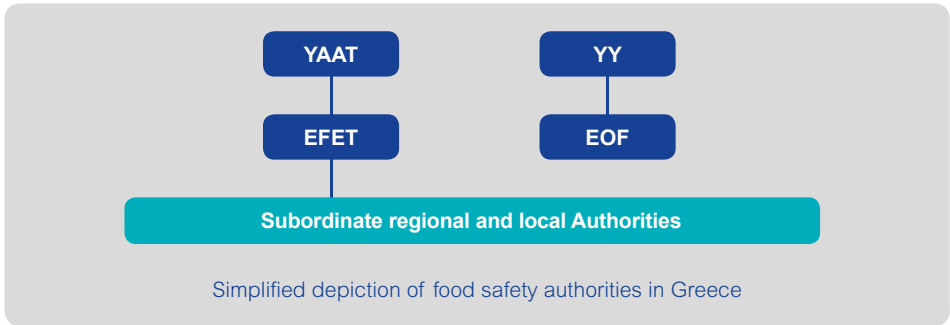 YAAT YY
EFET EOF
Subordinate regional and local Authorities
Simplified depiction of food safety authorities in Greece